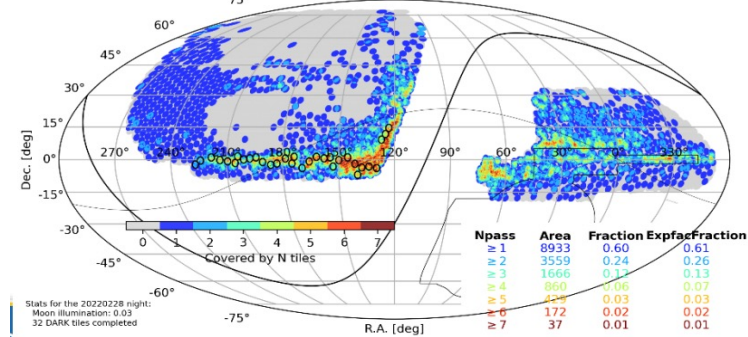 75°
60°
45°
30°
15°
0°
-15°
-30°
-45°
-60°
-75°
Dec. [deg]
270° 240° 210° 180° 150° 120° 90° 60° 30° 0° 330°
0 1 2 3 4 5 6 7
Covered by N tiles
Npass Area Fraction ExpfacFraction
≥ 1 8933 0.60 0.61
≥ 2 3559 0.24 0.26
≥ 3 1666 0.12 0.13
≥ 4 860 0.06 0.07
≥ 5 429 0.03 0.03
≥ 6 172 0.02 0.02
≥ 7 37 0.01 0.01
Stats for the 20220228 night:
Moon illumination: 0.03
32 DARK tiles completed
R.A. [deg]